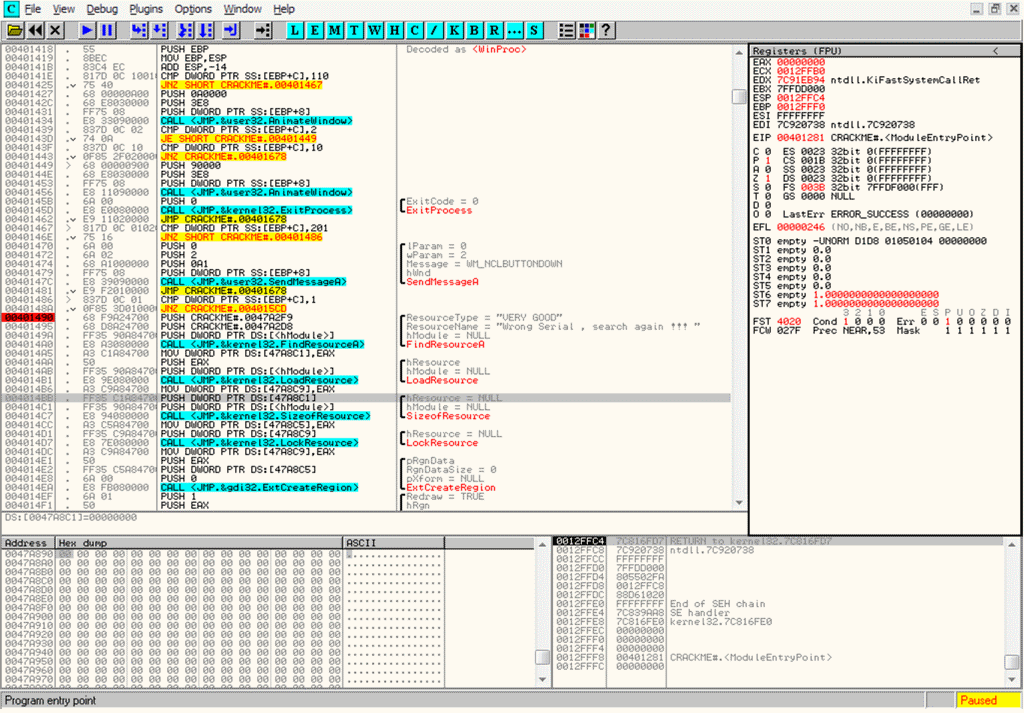 File View Debug Plugins Options Window Help
L E M T W H C / K B R ... S ?
00401418 . 55 PUSH EBP Decoded as <WinProc>
00401419 . 8BEC MOV EBP,ESP
0040141B . 83C4 EC ADD ESP,-14
0040141E . 817D 0C 1001 CMP DWORD PTR SS:[EBP+C],110
00401425 . 75 40 JNZ SHORT CRACKME#.00401467
00401427 . 68 00000A00 PUSH 0A0000
0040142C . 68 E8030000 PUSH 3E8
00401431 . FF75 08 PUSH DWORD PTR SS:[EBP+8]
00401434 . E8 33090000 CALL <JMP.&user32.AnimateWindow>
00401439 . 837D 0C 02 CMP DWORD PTR SS:[EBP+C],2
0040143D . 74 0A JE SHORT CRACKME#.00401449
0040143F . 837D 0C 10 CMP DWORD PTR SS:[EBP+C],10
00401443 . 0F85 2F02000 JNZ CRACKME#.00401678
00401449 > 68 00000900 PUSH 90000
0040144E . 68 E8030000 PUSH 3E8
00401453 . FF75 08 PUSH DWORD PTR SS:[EBP+8]
00401456 . E8 11090000 CALL <JMP.&user32.AnimateWindow>
0040145B . 6A 00 PUSH 0 ExitCode = 0
0040145D . E8 E0080000 CALL <JMP.&kernel32.ExitProcess> ExitProcess
00401462 . E9 11020000 JMP CRACKME#.00401678
00401467 > 817D 0C 0102 CMP DWORD PTR SS:[EBP+C],201
0040146E . 75 16 JNZ SHORT CRACKME#.00401486
00401470 . 6A 00 PUSH 0 lParam = 0
00401472 . 6A 02 PUSH 2 wParam = 2
00401474 . 68 A1000000 PUSH 0A1 Message = WM_NCLBUTTONDOWN
00401479 . FF75 08 PUSH DWORD PTR SS:[EBP+8] hWnd
0040147C . E8 39090000 CALL <JMP.&user32.SendMessageA> SendMessageA
00401481 . E9 F2010000 JMP CRACKME#.00401678
00401486 > 837D 0C 01 CMP DWORD PTR SS:[EBP+C],1
0040148A . 0F85 3D01000 JNZ CRACKME#.004015CD
00401490 . 68 F9A24700 PUSH CRACKME#.0047A2F9 ResourceType = "VERY GOOD"
00401495 . 68 D8A24700 PUSH CRACKME#.0047A2D8 ResourceName = "Wrong Serial , search again !!! "
0040149A . FF35 90A84700 PUSH DWORD PTR DS:[<hModule>] hModule = NULL
004014A0 . E8 A3080000 CALL <JMP.&kernel32.FindResourceA> FindResourceA
004014A5 . A3 C1A84700 MOV DWORD PTR DS:[47A8C1],EAX
004014AA . 50 PUSH EAX hResource
004014AB . FF35 90A84700 PUSH DWORD PTR DS:[<hModule>] hModule = NULL
004014B1 . E8 9E080000 CALL <JMP.&kernel32.LoadResource> LoadResource
004014B6 . A3 C9A84700 MOV DWORD PTR DS:[47A8C9],EAX
004014BB . FF35 C1A84700 PUSH DWORD PTR DS:[47A8C1] hResource = NULL
004014C1 . FF35 90A84700 PUSH DWORD PTR DS:[<hModule>] hModule = NULL
004014C7 . E8 94080000 CALL <JMP.&kernel32.SizeofResource> SizeofResource
004014CC . A3 C5A84700 MOV DWORD PTR DS:[47A8C5],EAX
004014D1 . FF35 C9A84700 PUSH DWORD PTR DS:[47A8C9] hResource = NULL
004014D7 . E8 7E080000 CALL <JMP.&kernel32.LockResource> LockResource
004014DC . A3 C9A84700 MOV DWORD PTR DS:[47A8C9],EAX
004014E1 . 50 PUSH EAX pRgnData
004014E2 . FF35 C5A84700 PUSH DWORD PTR DS:[47A8C5] RgnDataSize = 0
004014E8 . 6A 00 PUSH 0 pXform = NULL
004014EA . E8 FB080000 CALL <JMP.&gdi32.ExtCreateRegion> ExtCreateRegion
004014EF . 6A 01 PUSH 1 Redraw = TRUE
004014F1 . 50 PUSH EAX hRgn
DS:[0047A8C1]=00000000
Registers (FPU) <
EAX 00000000
ECX 0012FFB0
EDX 7C91EB94 ntdll.KiFastSystemCallRet
EBX 7FFDD000
ESP 0012FFC4
EBP 0012FFF0
ESI FFFFFFFF
EDI 7C920738 ntdll.7C920738
EIP 00401281 CRACKME#.<ModuleEntryPoint>
C 0 ES 0023 32bit 0(FFFFFFFF)
P 1 CS 001B 32bit 0(FFFFFFFF)
A 0 SS 0023 32bit 0(FFFFFFFF)
Z 1 DS 0023 32bit 0(FFFFFFFF)
S 0 FS 003B 32bit 7FFDF000(FFF)
T 0 GS 0000 NULL
D 0
O 0 LastErr ERROR_SUCCESS (00000000)
EFL 00000246 (NO,NB,E,BE,NS,PE,GE,LE)
ST0 empty -UNORM D1D8 01050104 00000000
ST1 empty 0.0
ST2 empty 0.0
ST3 empty 0.0
ST4 empty 0.0
ST5 empty 0.0
ST6 empty 1.0000000000000000000
ST7 empty 1.0000000000000000000
3 2 1 0 E S P U O Z D I
FST 4020 Cond 1 0 0 0 Err 0 0 1 0 0 0 0 0
FCW 027F Prec NEAR,53 Mask 1 1 1 1 1 1
Address Hex dump ASCII
0047A890 00 00 00 00 00 00 00 00 00 00 00 00 00 00 00 00 ................
0047A8A0 00 00 00 00 00 00 00 00 00 00 00 00 00 00 00 00 ................
0047A8B0 00 00 00 00 00 00 00 00 00 00 00 00 00 00 00 00 ................
0047A8C0 00 00 00 00 00 00 00 00 00 00 00 00 00 00 00 00 ................
0047A8D0 00 00 00 00 00 00 00 00 00 00 00 00 00 00 00 00 ................
0047A8E0 00 00 00 00 00 00 00 00 00 00 00 00 00 00 00 00 ................
0047A8F0 00 00 00 00 00 00 00 00 00 00 00 00 00 00 00 00 ................
0047A900 00 00 00 00 00 00 00 00 00 00 00 00 00 00 00 00 ................
0047A910 00 00 00 00 00 00 00 00 00 00 00 00 00 00 00 00 ................
0047A920 00 00 00 00 00 00 00 00 00 00 00 00 00 00 00 00 ................
0047A930 00 00 00 00 00 00 00 00 00 00 00 00 00 00 00 00 ................
0047A940 00 00 00 00 00 00 00 00 00 00 00 00 00 00 00 00 ................
0047A950 00 00 00 00 00 00 00 00 00 00 00 00 00 00 00 00 ................
0047A960 00 00 00 00 00 00 00 00 00 00 00 00 00 00 00 00 ................
0047A970 00 00 00 00 00 00 00 00 00 00 00 00 00 00 00 00 ................
0012FFC4 7C816FD7 RETURN to kernel32.7C816FD7
0012FFC8 7C920738 ntdll.7C920738
0012FFCC FFFFFFFF
0012FFD0 7FFDD000
0012FFD4 805502FA
0012FFD8 0012FFC8
0012FFDC 88D61020
0012FFE0 FFFFFFFF End of SEH chain
0012FFE4 7C839AA8 SE handler
0012FFE8 7C816FE0 kernel32.7C816FE0
0012FFEC 00000000
0012FFF0 00000000
0012FFF4 00000000
0012FFF8 00401281 CRACKME#.<ModuleEntryPoint>
0012FFFC 00000000
Program entry point Paused